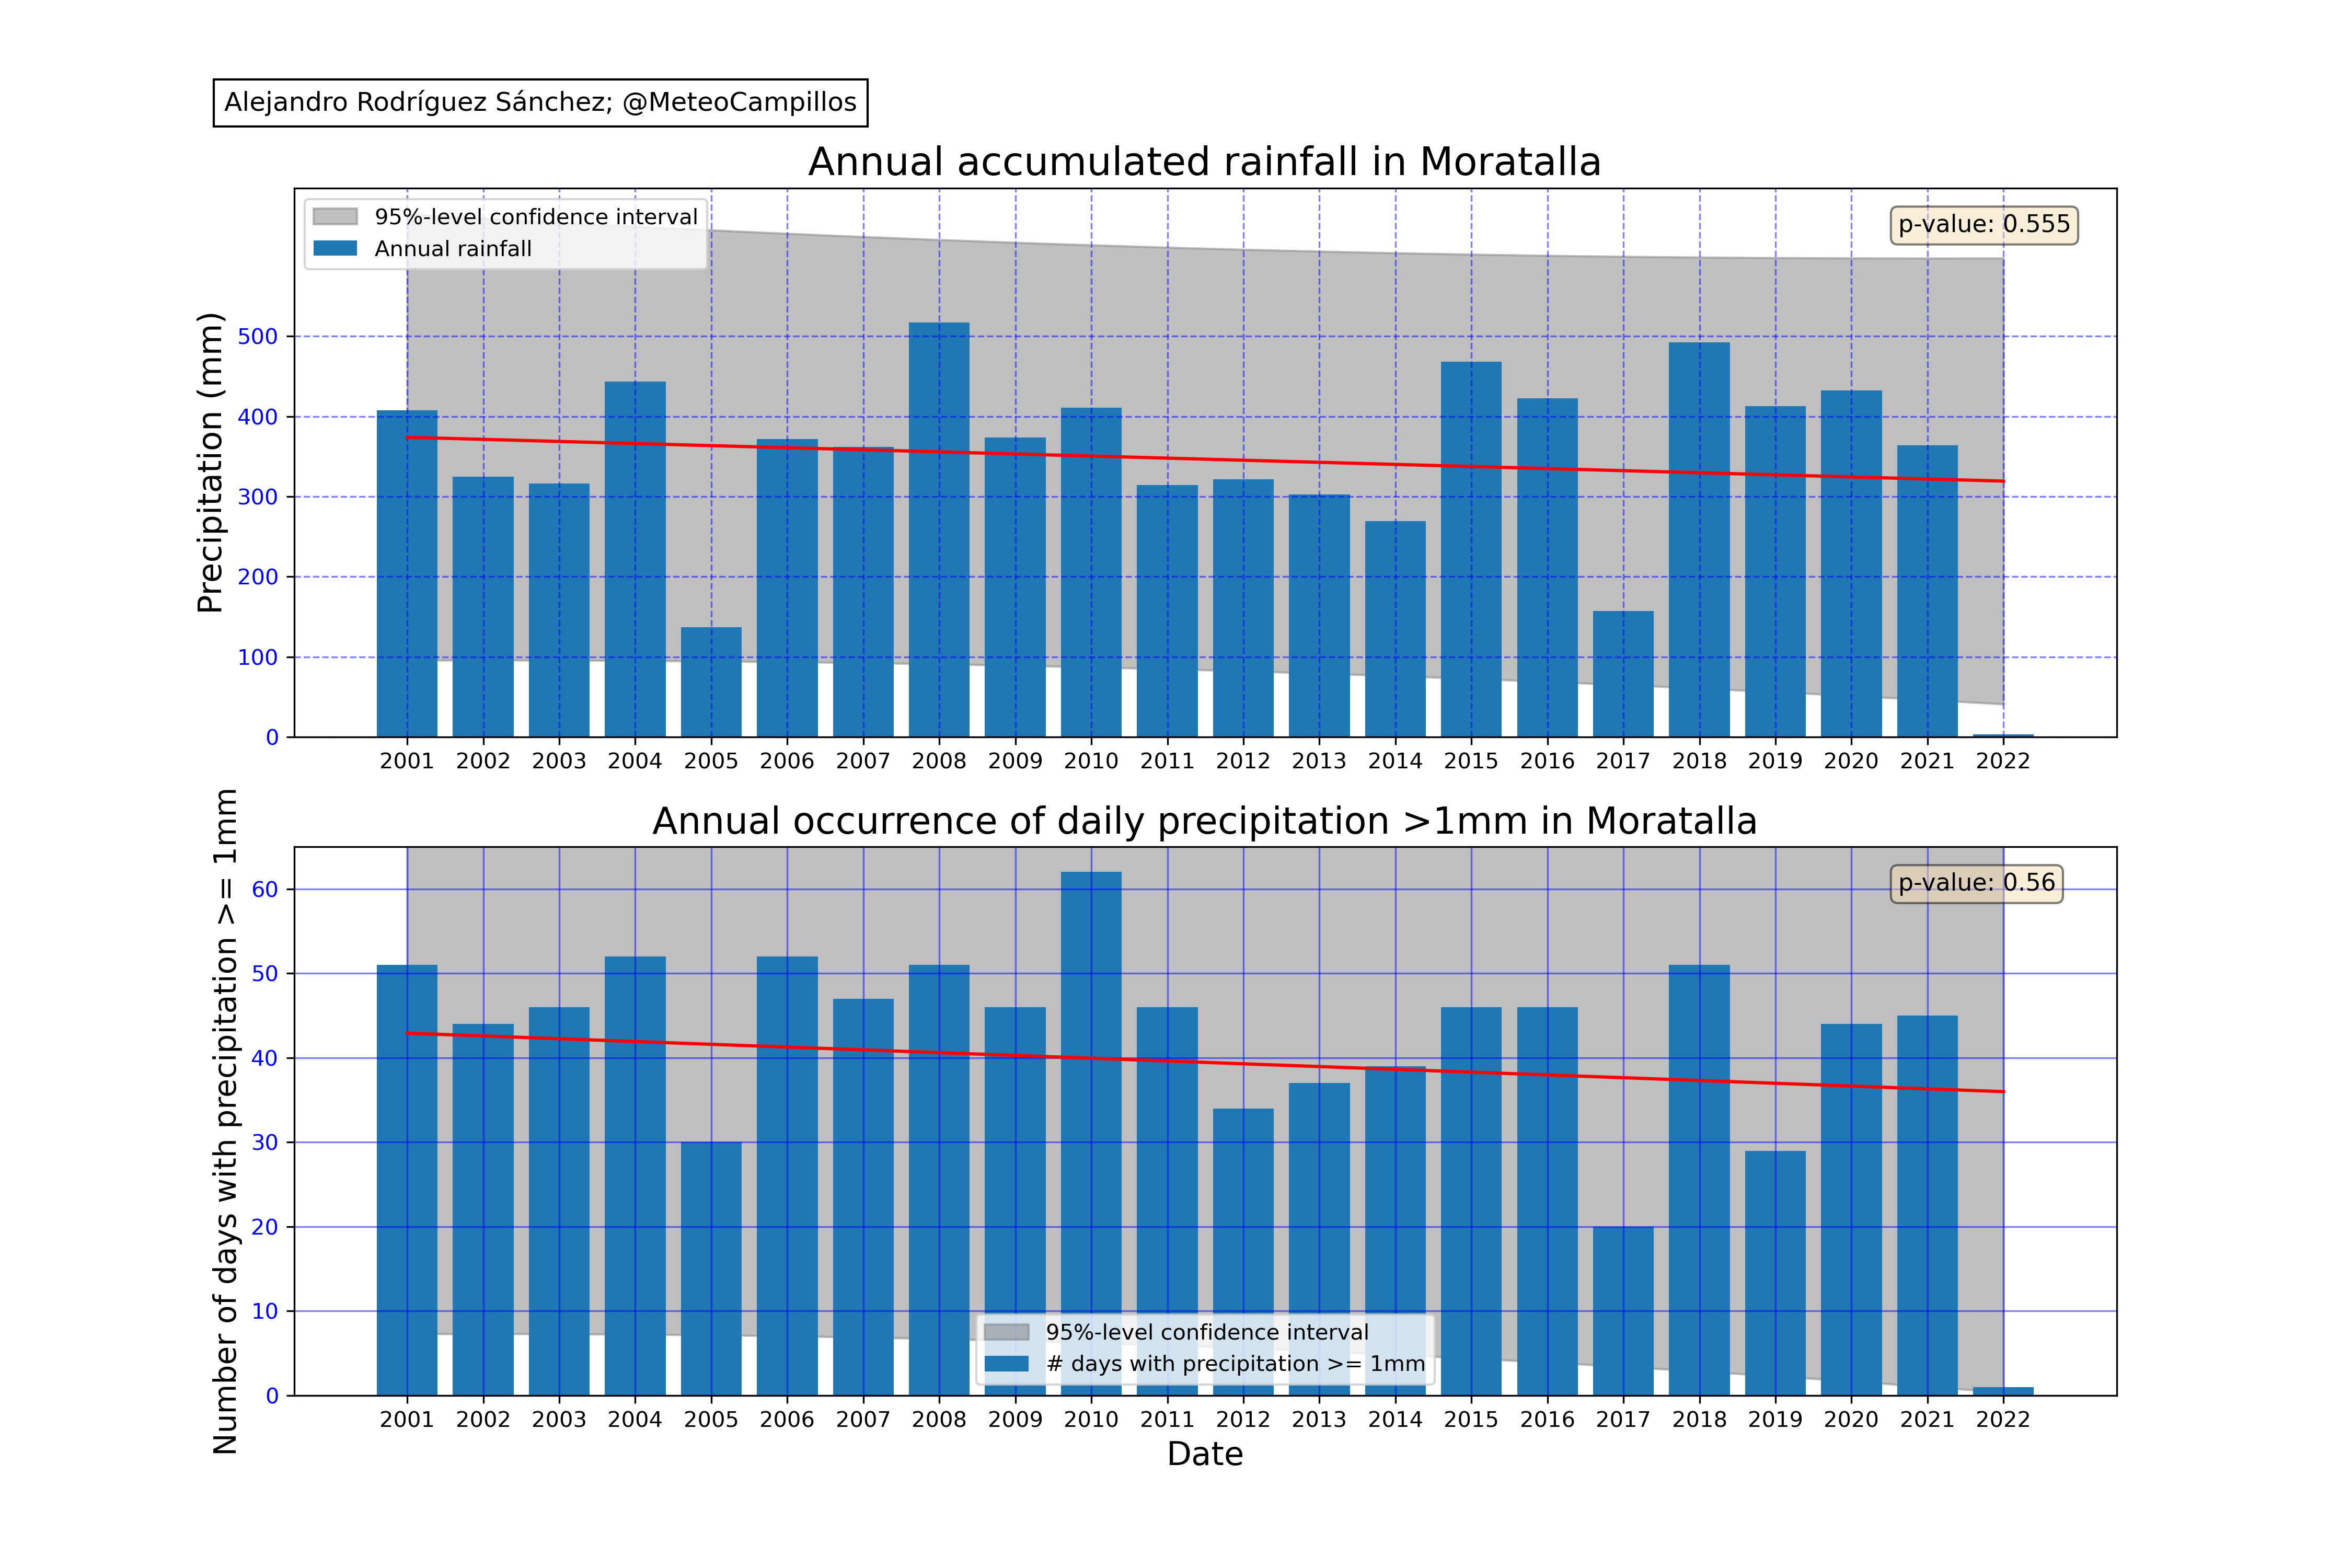 Alejandro Rodríguez Sánchez; @MeteoCampillos
Annual accumulated rainfall in Moratalla
95%-level confidence interval
Annual rainfall
p-value: 0.555
Precipitation (mm)
500
400
300
200
100
0
2001 2002 2003 2004 2005 2006 2007 2008 2009 2010 2011 2012 2013 2014 2015 2016 2017 2018 2019 2020 2021 2022
Annual occurrence of daily precipitation >1mm in Moratalla
p-value: 0.56
Number of days with precipitation >= 1mm
60
50
40
30
20
10
0
95%-level confidence interval
# days with precipitation >= 1mm
2001 2002 2003 2004 2005 2006 2007 2008 2009 2010 2011 2012 2013 2014 2015 2016 2017 2018 2019 2020 2021 2022
Date